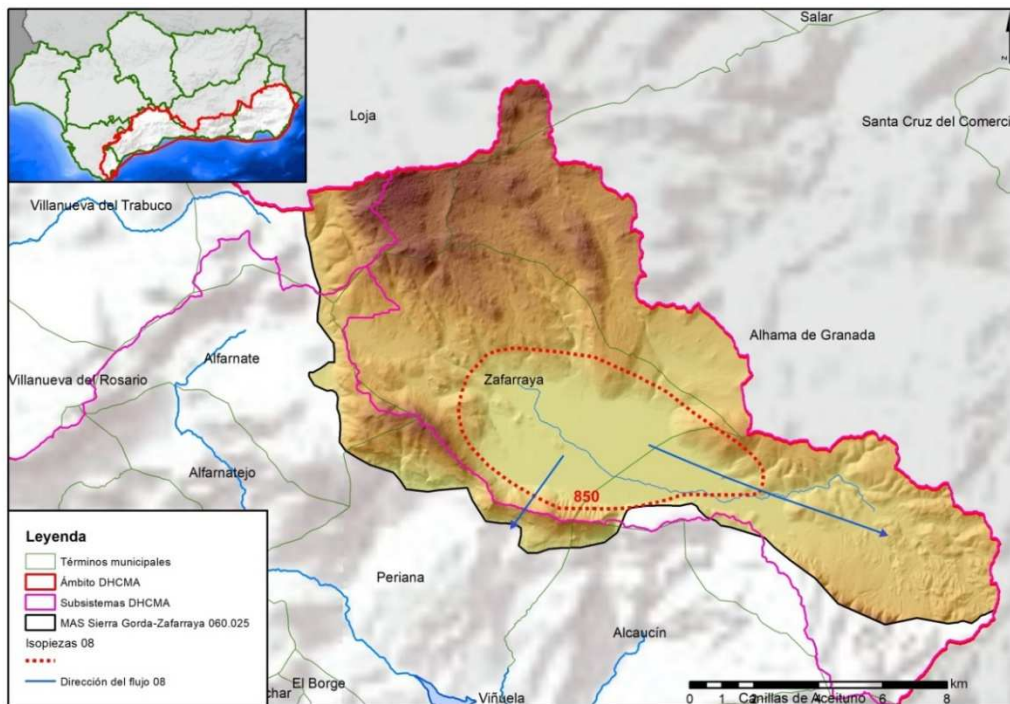 Salar
N
Loja
Santa Cruz del Comerci
Villanueva del Trabuco
Alhama de Granada
Alfarnate
Zafarraya
Villanueva del Rosario
Alfarnatejo
850
Leyenda
Términos municipales
Ámbito DHCMA
Subsistemas DHCMA
MAS Sierra Gorda-Zafarraya 060.025
Isopiezas 08
Dirección del flujo 08
Periana
Alcaucín
El Borge
char
Viñuela
km
0 1 2 4 6 8
Canillas de Aceituno